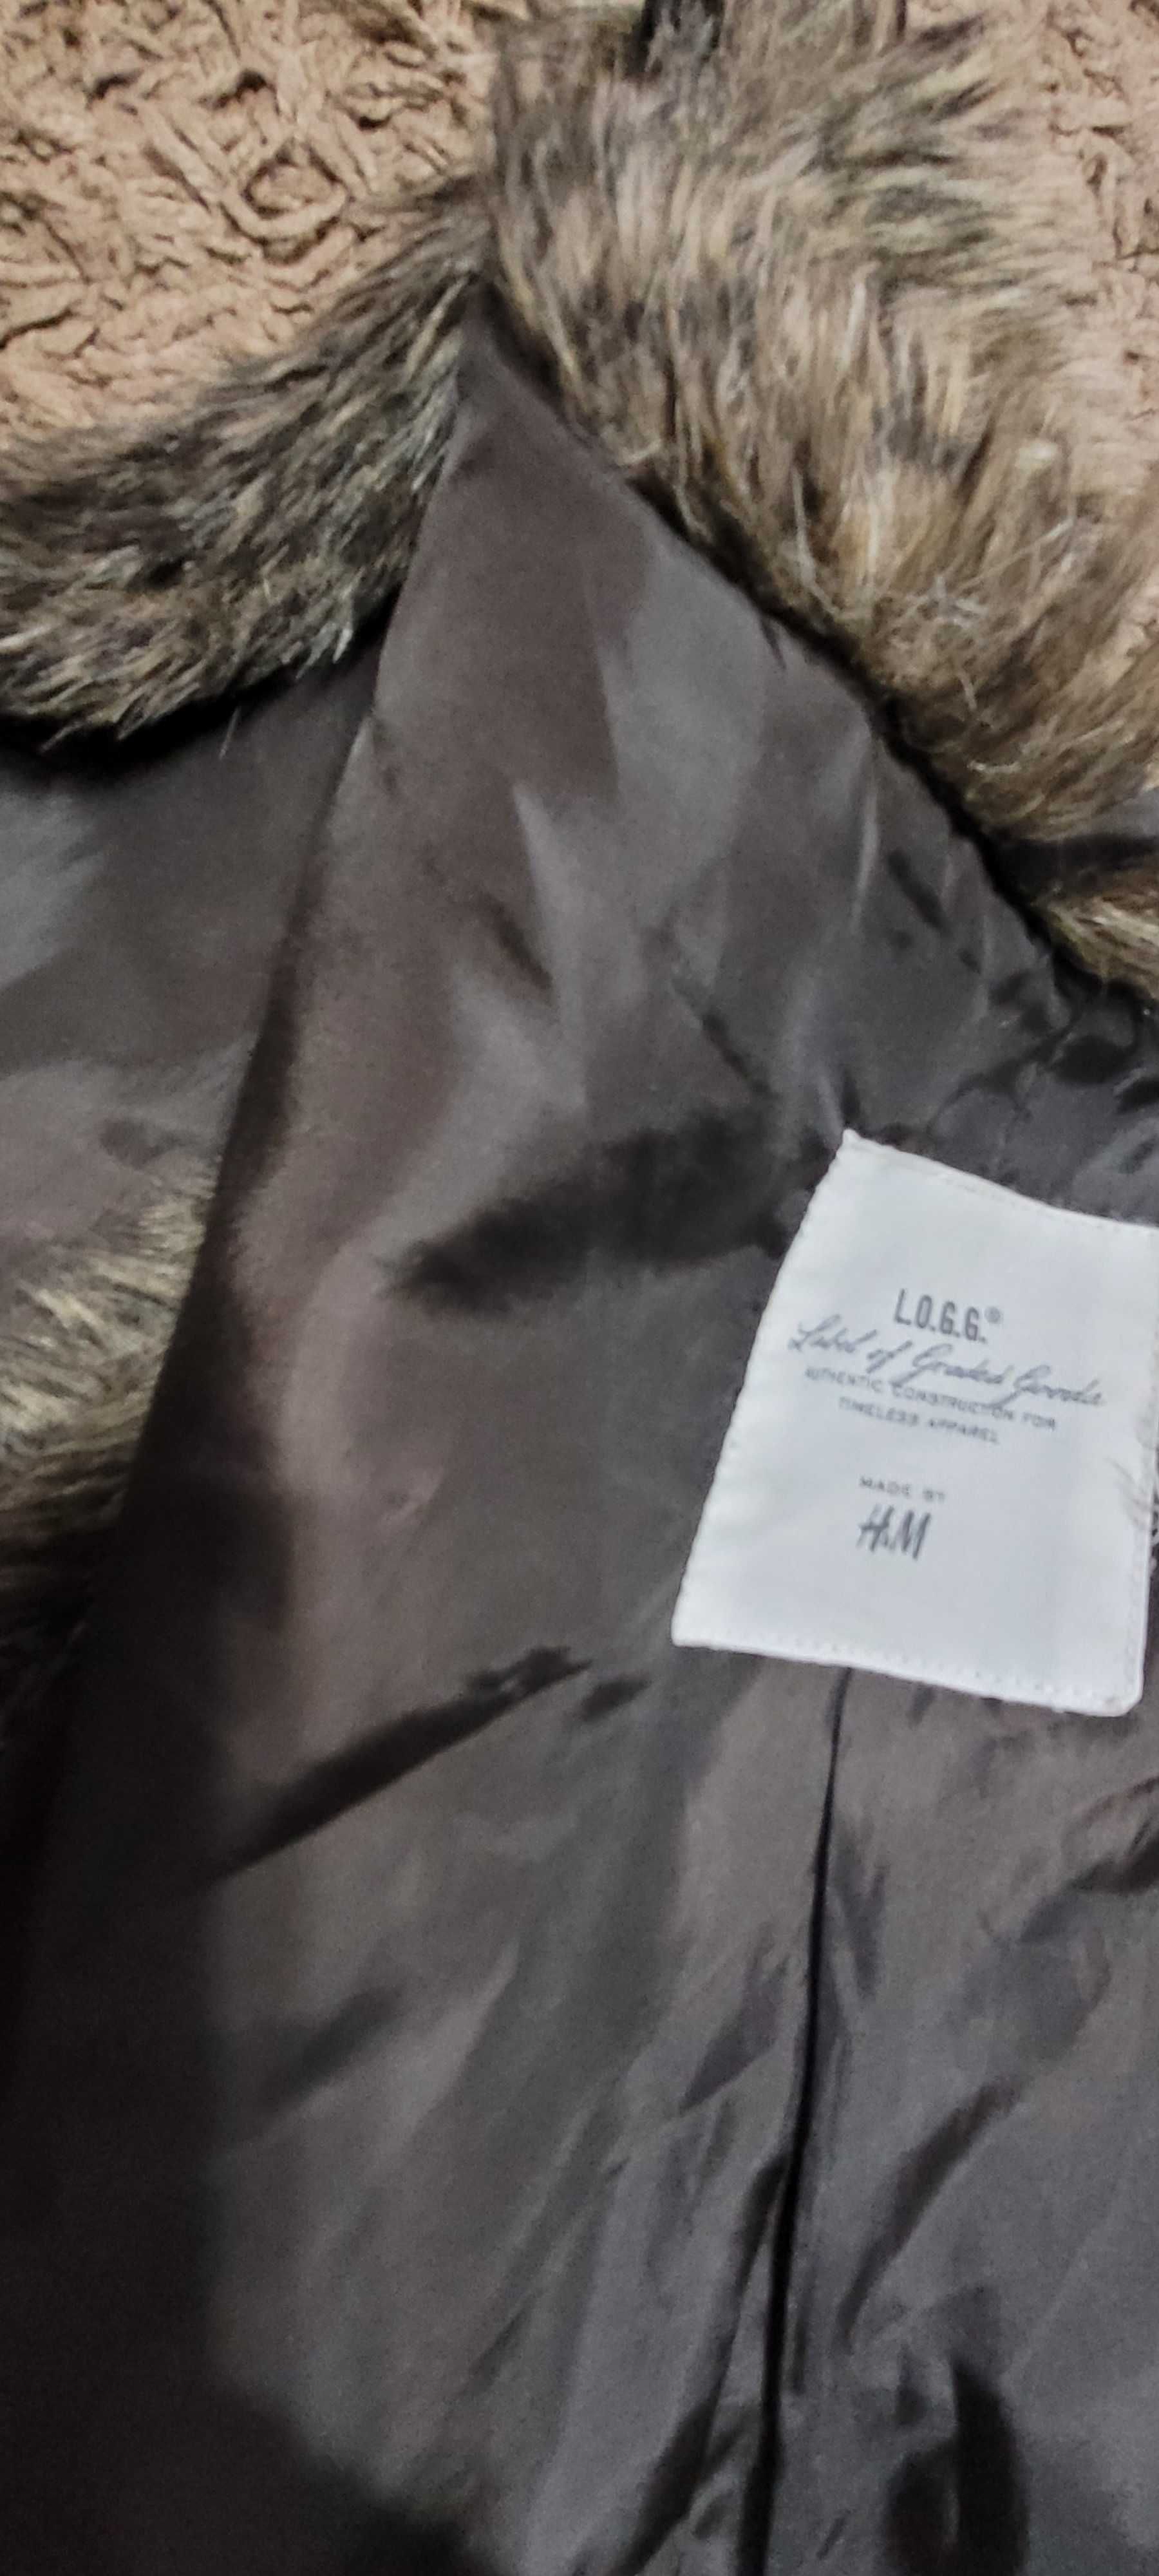 L.O.G.G.®
Label of Graded Goods
AUTHENTIC CONSTRUCTION FOR
TIMELESS APPAREL
MADE BY
H&M